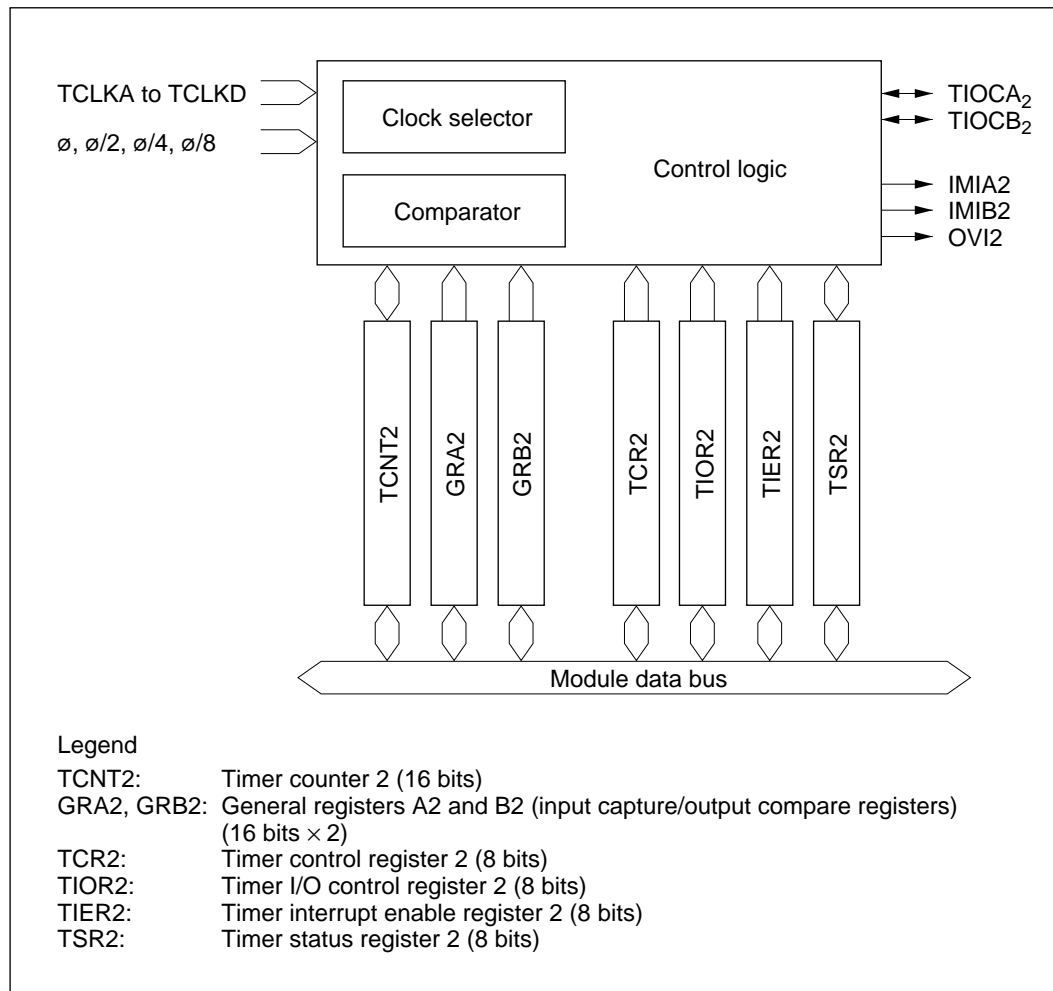 TCLKA to TCLKD
ø, ø/2, ø/4, ø/8
Clock selector
Comparator
Control logic
TIOCA2
TIOCB2
IMIA2
IMIB2
OVI2
TCNT2
GRA2
GRB2
TCR2
TIOR2
TIER2
TSR2
Module data bus
Legend
TCNT2: Timer counter 2 (16 bits)
GRA2, GRB2: General registers A2 and B2 (input capture/output compare registers)
(16 bits × 2)
TCR2: Timer control register 2 (8 bits)
TIOR2: Timer I/O control register 2 (8 bits)
TIER2: Timer interrupt enable register 2 (8 bits)
TSR2: Timer status register 2 (8 bits)